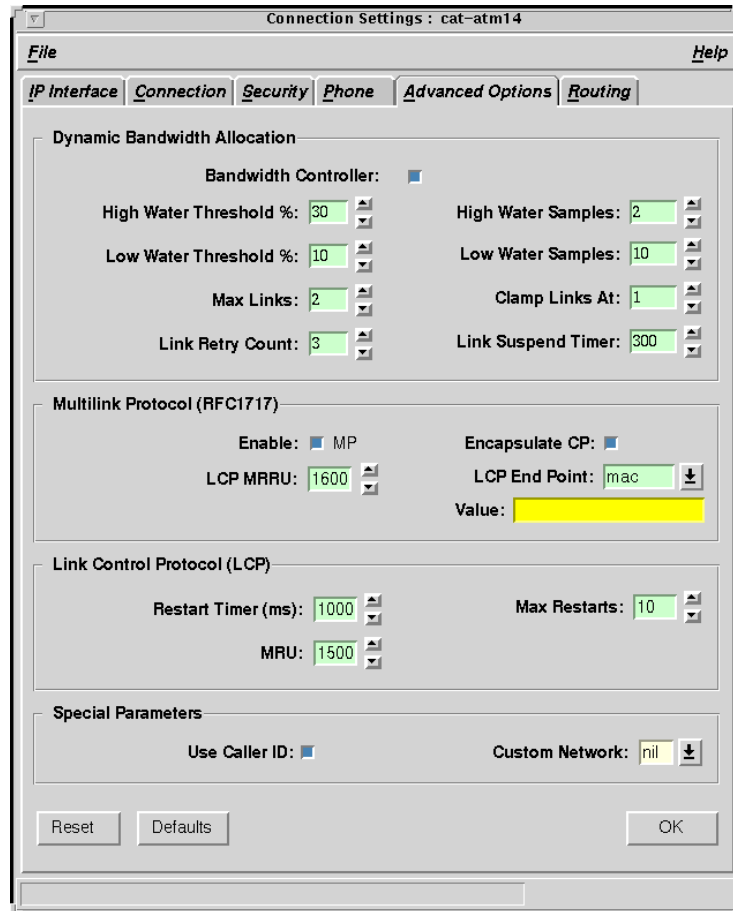 Connection Settings : cat-atm14
File Help
IP Interface Connection Security Phone Advanced Options Routing
Dynamic Bandwidth Allocation
Bandwidth Controller:
High Water Threshold %: 30 High Water Samples: 2
Low Water Threshold %: 10 Low Water Samples: 10
Max Links: 2 Clamp Links At: 1
Link Retry Count: 3 Link Suspend Timer: 300
Multilink Protocol (RFC1717)
Enable: MP Encapsulate CP:
LCP MRRU: 1600 LCP End Point: mac
Value:
Link Control Protocol (LCP)
Restart Timer (ms): 1000 Max Restarts: 10
MRU: 1500
Special Parameters
Use Caller ID: Custom Network: nil
Reset Defaults OK